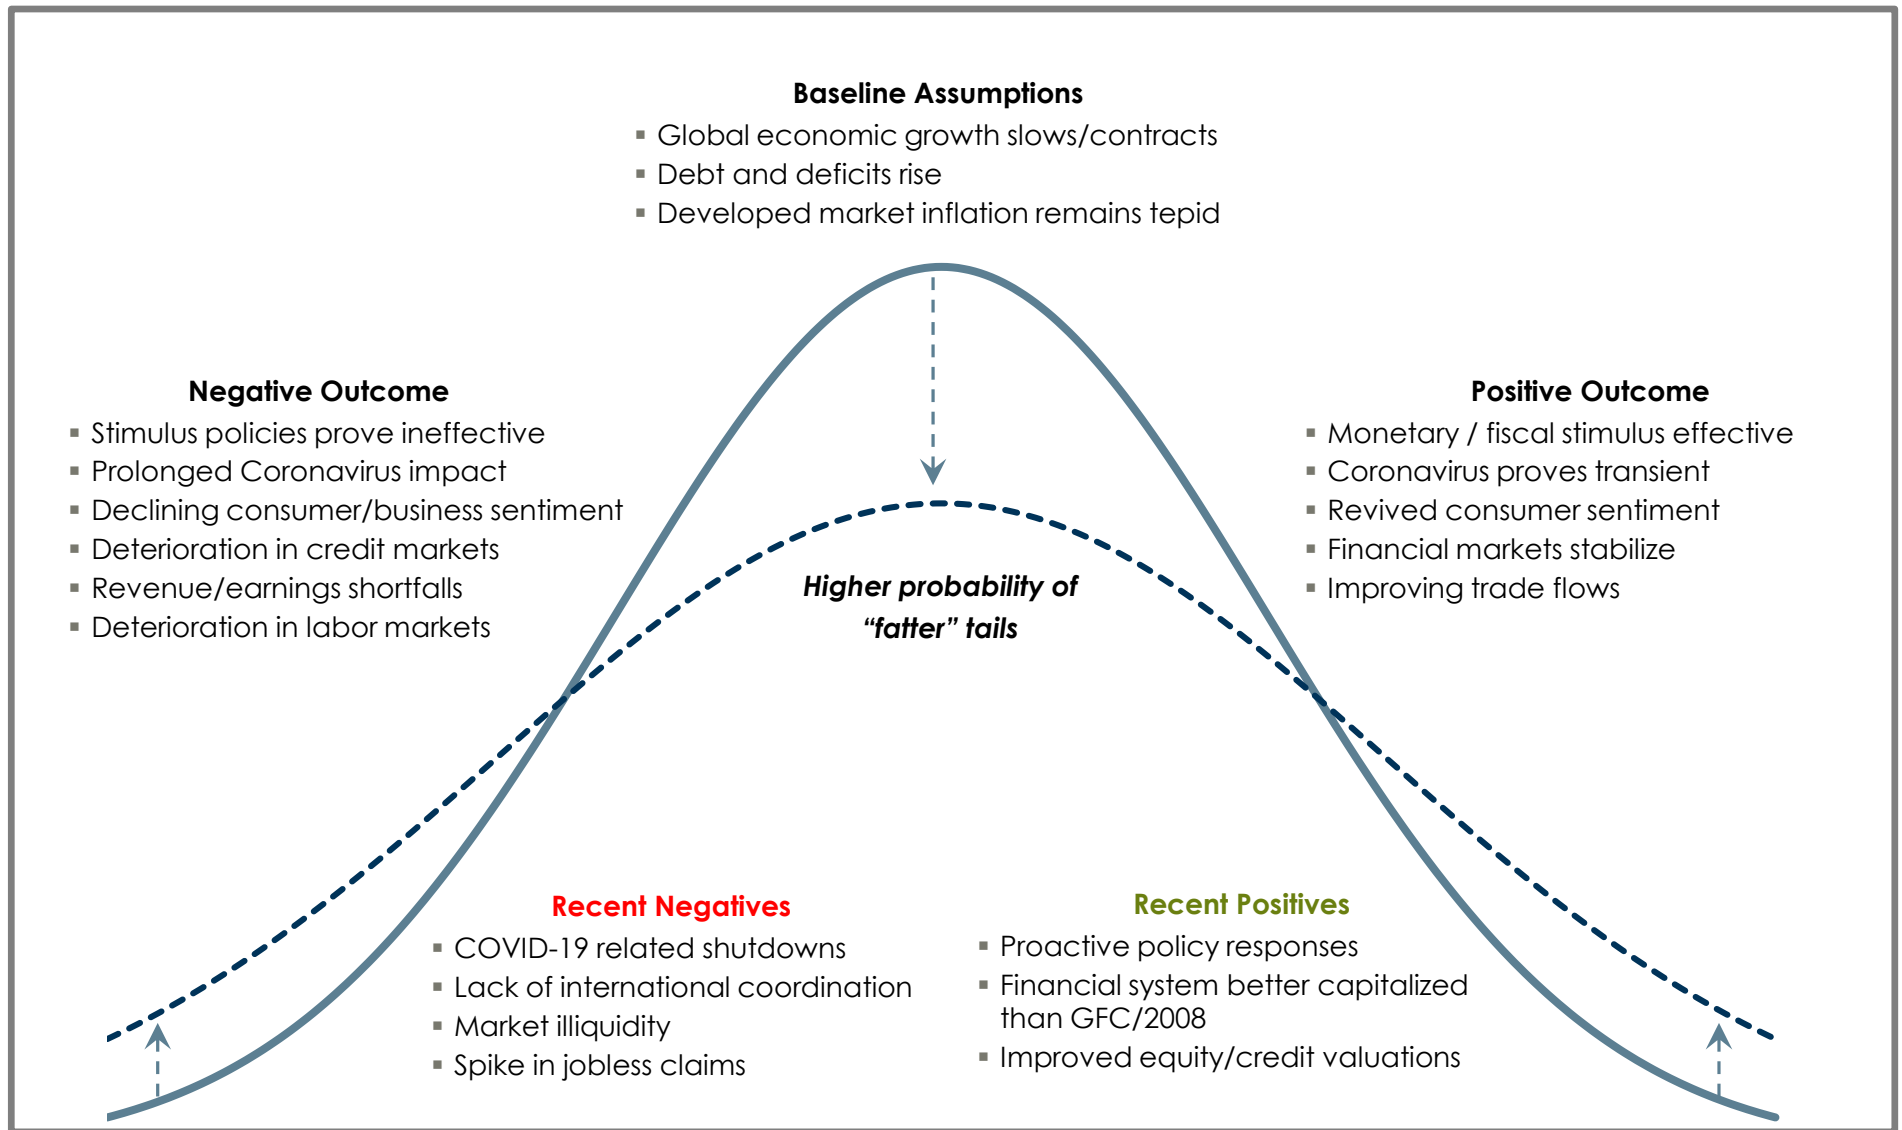 Baseline Assumptions
▪ Global economic growth slows/contracts
▪ Debt and deficits rise
▪ Developed market inflation remains tepid
Negative Outcome
▪ Stimulus policies prove ineffective
▪ Prolonged Coronavirus impact
▪ Declining consumer/business sentiment
▪ Deterioration in credit markets
▪ Revenue/earnings shortfalls
▪ Deterioration in labor markets
Positive Outcome
▪ Monetary / fiscal stimulus effective
▪ Coronavirus proves transient
▪ Revived consumer sentiment
▪ Financial markets stabilize
▪ Improving trade flows
Higher probability of
“fatter” tails
Recent Negatives
▪ COVID-19 related shutdowns
▪ Lack of international coordination
▪ Market illiquidity
▪ Spike in jobless claims
Recent Positives
▪ Proactive policy responses
▪ Financial system better capitalized
than GFC/2008
▪ Improved equity/credit valuations